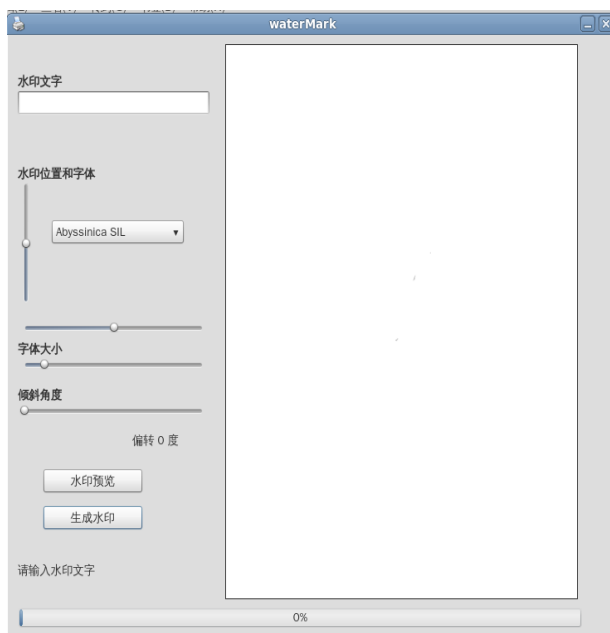 waterMark
水印文字
水印位置和字体
Abyssinica SIL
字体大小
倾斜角度
偏转 0 度
水印预览
生成水印
请输入水印文字
0%